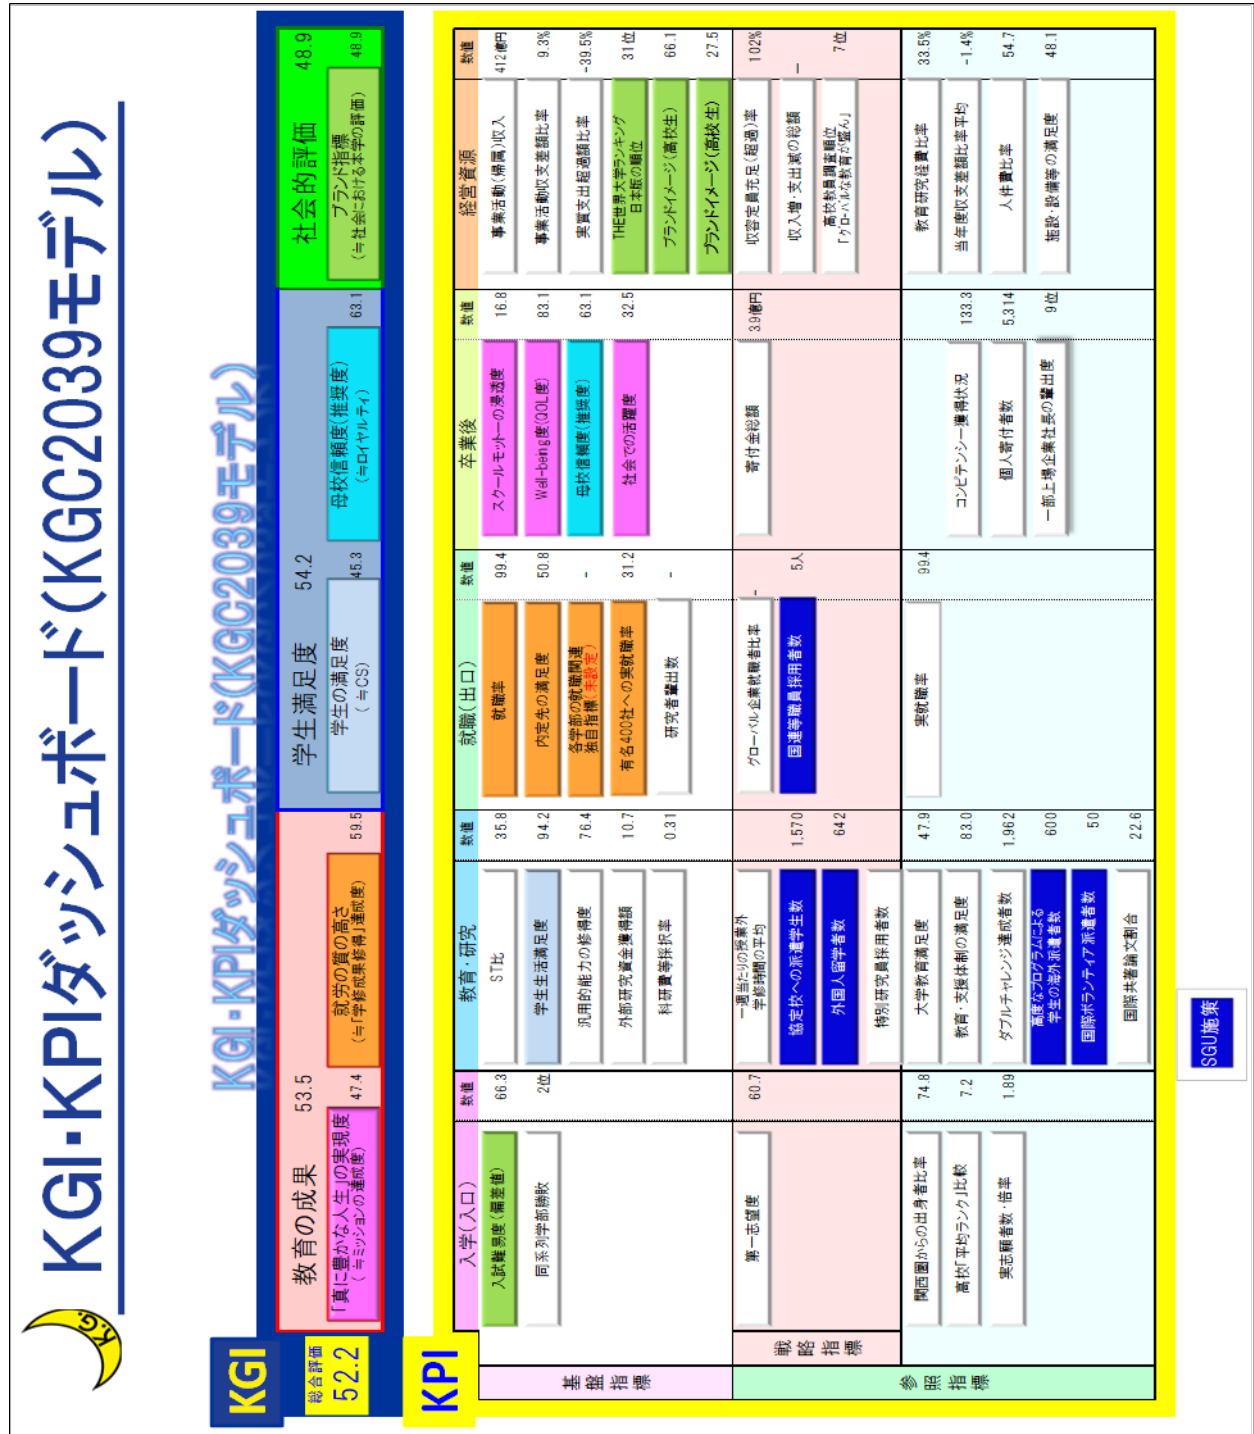 K.G.
KGI・KPIダッシュボード(KGC2039モデル)
KGI・KPIダッシュボード(KGC2039モデル)
KGI
総合評価
52.2
教育の成果 53.5
「真に豊かな人生」の実現度
(≒ミッションの達成度)
47.4
就労の質の高さ
(≒「学修成果修得」達成度)
59.5
学生満足度 54.2
学生の満足度
(≒CS)
45.3
母校信頼度(推奨度)
(≒ロイヤルティ)
63.1
社会的評価 48.9
ブランド指標
(≒社会における本学の評価)
48.9
KPI
入学(入口) 数値 教育・研究 数値 就職(出口) 数値 卒業後 数値 経営資源 数値
基盤指標
入試難易度(偏差値) 66.3
同系列学部勝敗 2位
ST比 35.8
学生生活満足度 94.2
汎用的能力の修得度 76.4
外部研究資金獲得額 10.7
科研費等採択率 0.31
就職率 99.4
内定先の満足度 50.8
各学部の就職関連
独自指標(未設定)
-
有名400社への実就職率 31.2
研究者輩出数 -
スクールモットーの浸透度 16.8
Well-being度(QOL度) 83.1
母校信頼度(推奨度) 63.1
社会での活躍度 32.5
事業活動(帰属)収入 412億円
事業活動収支差額比率 9.3%
実質支出超過額比率 -39.5%
THE世界大学ランキング
日本版の順位
31位
ブランドイメージ(高校生) 66.1
ブランドイメージ(高校生) 27.5
戦略指標
第一志望度 60.7
一週当たりの授業外
学修時間の平均
協定校への派遣学生数 1,570
外国人留学者数 642
特別研究員採用者数
グローバル企業就職者比率 -
国連等職員採用者数 5人
寄付金総額 3.9億円
収容定員充足(超過)率 102%
収入増・支出減の総額 -
高校教員調査順位
「グローバルな教育が盛ん」
7位
参照指標
関西圏からの出身者比率 74.8
高校「平均ランク」比較 7.2
実志願者数・倍率 1.89
大学教育満足度 47.9
教育・支援体制の満足度 83.0
ダブルチャレンジ達成者数 1,962
高度なプログラムによる
学生の海外派遣者数
600
国際ボランティア派遣者数 50
国際共著論文割合 22.6
実就職率 99.4
コンピテンシー獲得状況 133.3
個人寄付者数 5,314
一部上場企業社長の輩出度 9位
教育研究経費比率 33.5%
当年度収支差額比率平均 -1.4%
人件費比率 54.7
施設・設備等の満足度 48.1
SGU施策